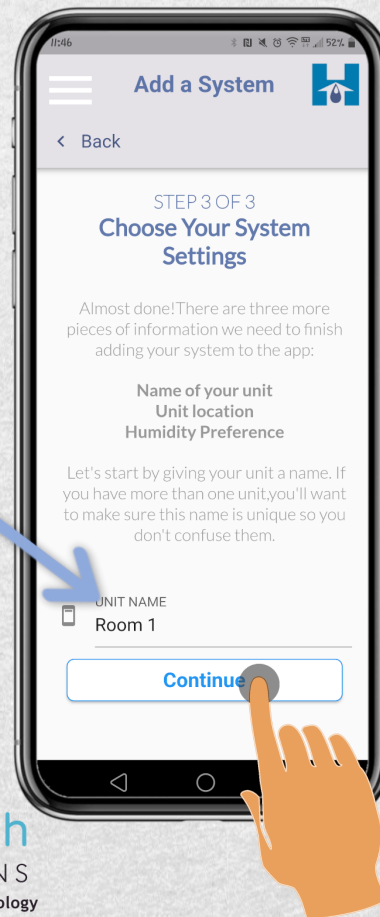 11:46
52%
Add a System
< Back
STEP 3 OF 3
Choose Your System
Settings
Almost done!There are three more
pieces of information we need to finish
adding your system to the app:
Name of your unit
Unit location
Humidity Preference
Let's start by giving your unit a name. If
you have more than one unit,you'll want
to make sure this name is unique so you
don't confuse them.
UNIT NAME
Room 1
Continue
h
NS
ology